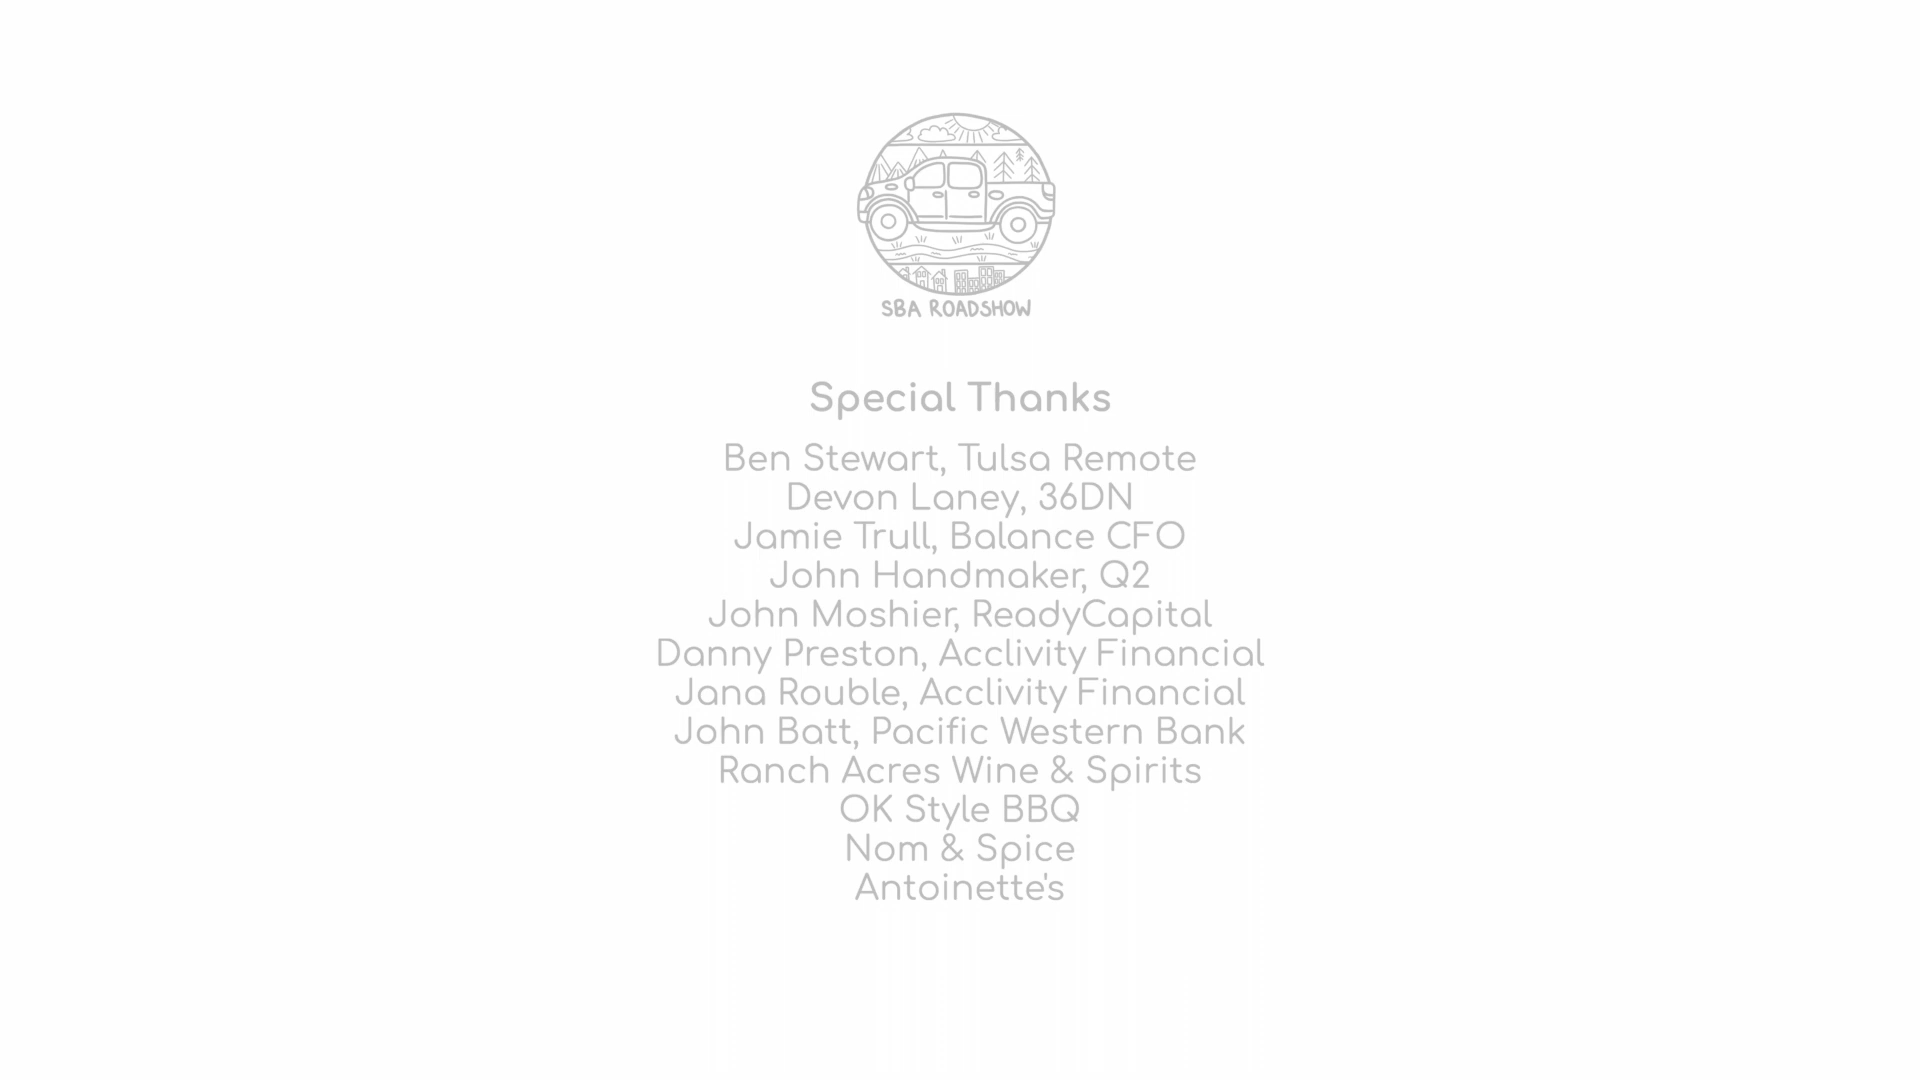 SBA ROADSHOW
Special Thanks
Ben Stewart, Tulsa Remote
Devon Laney, 36DN
Jamie Trull, Balance CFO
John Handmaker, Q2
John Moshier, ReadyCapital
Danny Preston, Acclivity Financial
Jana Rouble, Acclivity Financial
John Batt, Pacific Western Bank
Ranch Acres Wine & Spirits
OK Style BBQ
Nom & Spice
Antoinette's